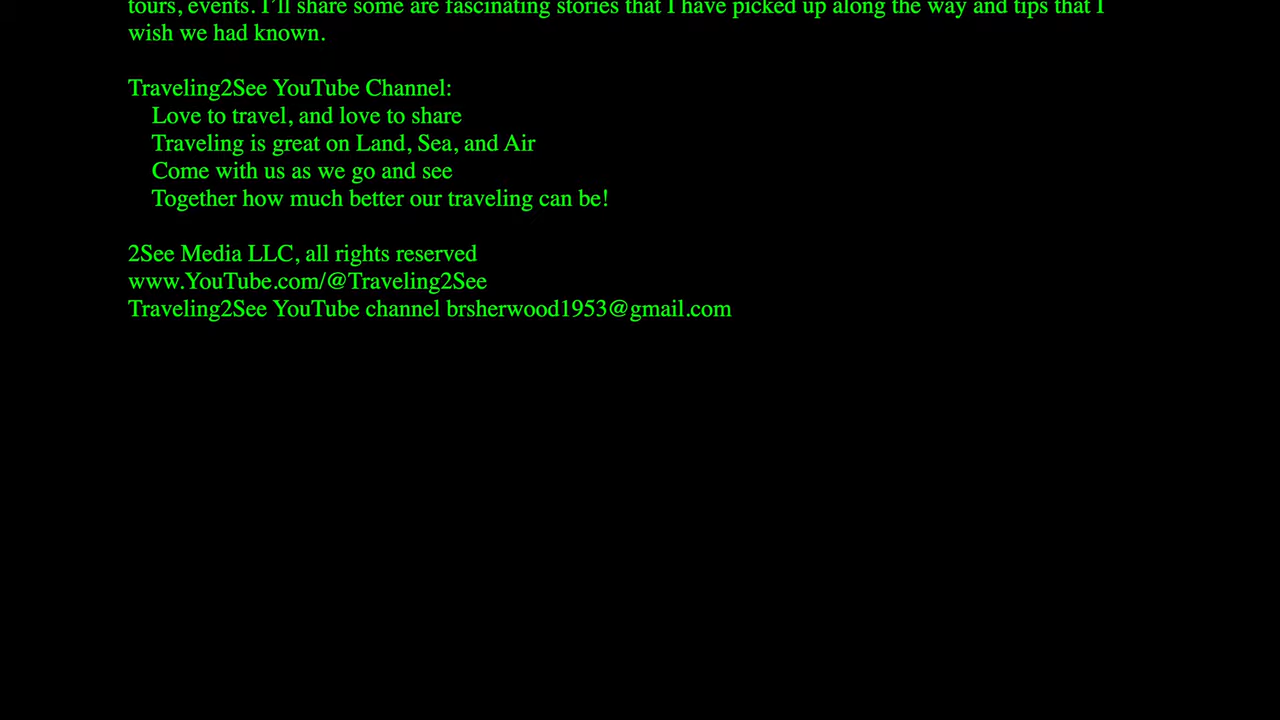 tours, events. I'll share some are fascinating stories that I have picked up along the way and tips that I
wish we had known.
Traveling2See YouTube Channel:
Love to travel, and love to share
Traveling is great on Land, Sea, and Air
Come with us as we go and see
Together how much better our traveling can be!
2See Media LLC, all rights reserved
www.YouTube.com/@Traveling2See
Traveling2See YouTube channel brsherwood1953@gmail.com